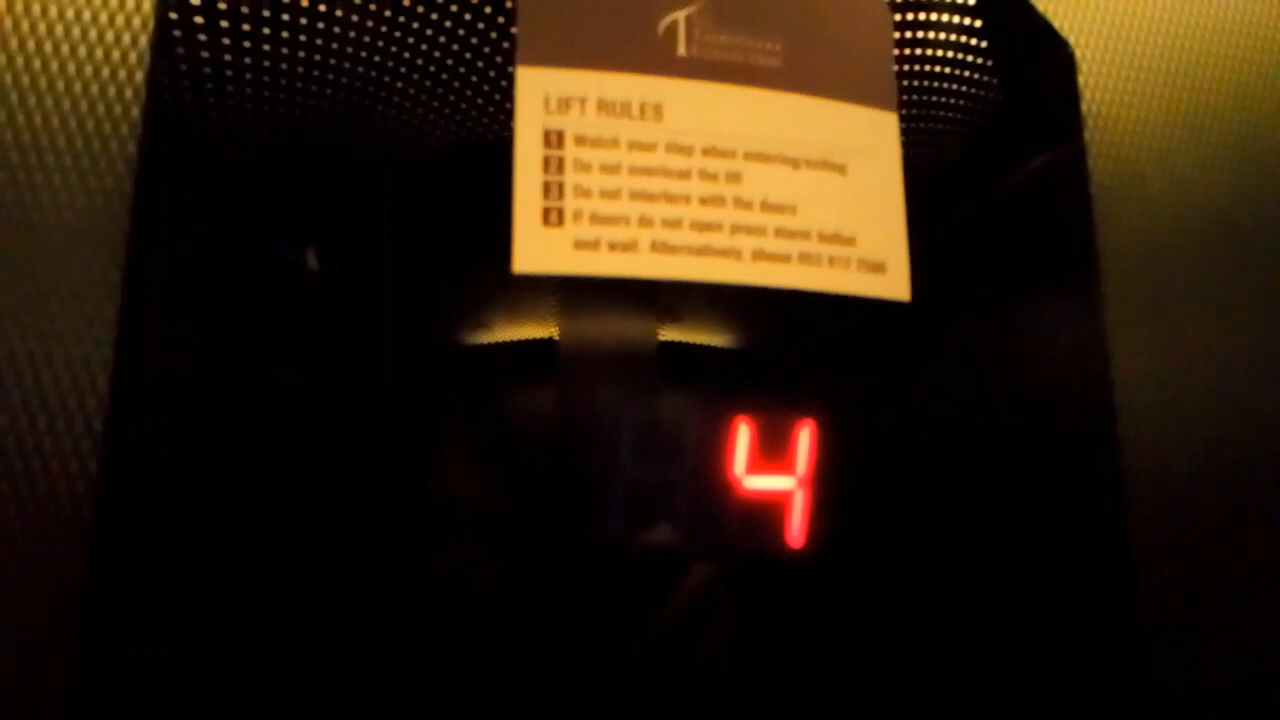 T
LIFT RULES
1 Watch your step when entering/exiting
2 Do not overload the lift
3 Do not interfere with the doors
4 If doors do not open press alarm button
and wait. Alternatively, phone
4